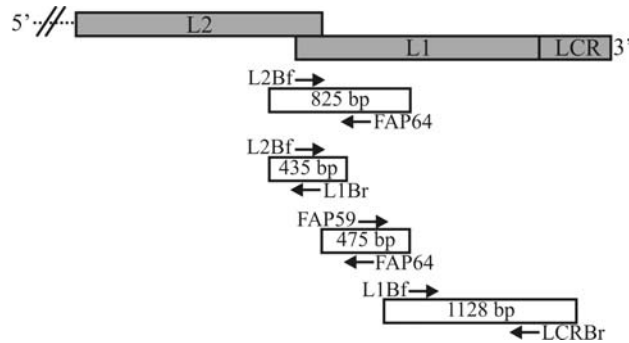 5’ L2
L1 LCR 3’
L2Bf
825 bp
FAP64
L2Bf
435 bp
L1Br
FAP59
475 bp
FAP64
L1Bf
1128 bp
LCRBr